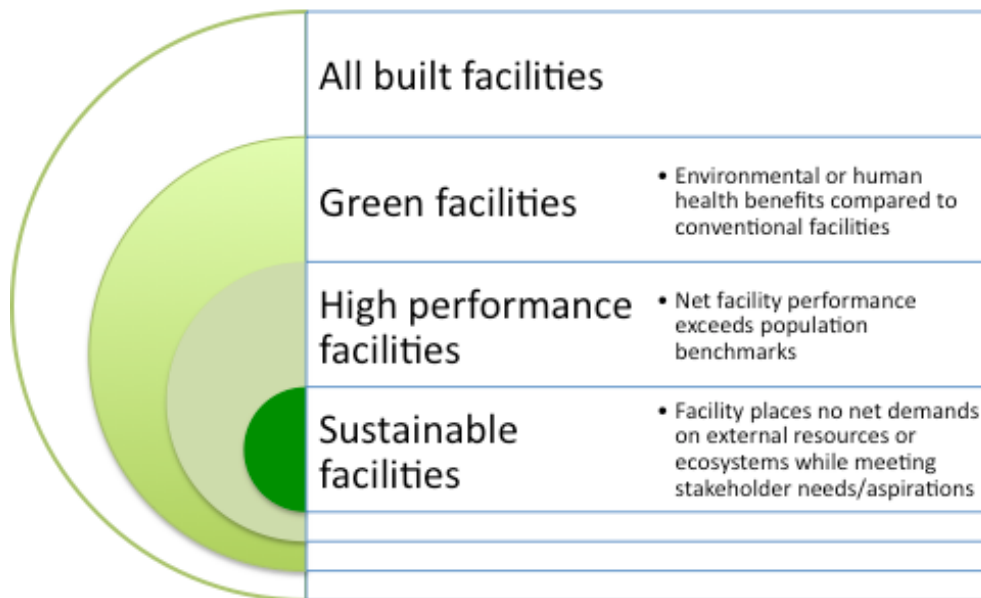 All built facilities
Green facilities
• Environmental or human
health benefits compared to
conventional facilities
High performance
facilities
• Net facility performance
exceeds population
benchmarks
Sustainable
facilities
• Facility places no net demands
on external resources or
ecosystems while meeting
stakeholder needs/aspirations